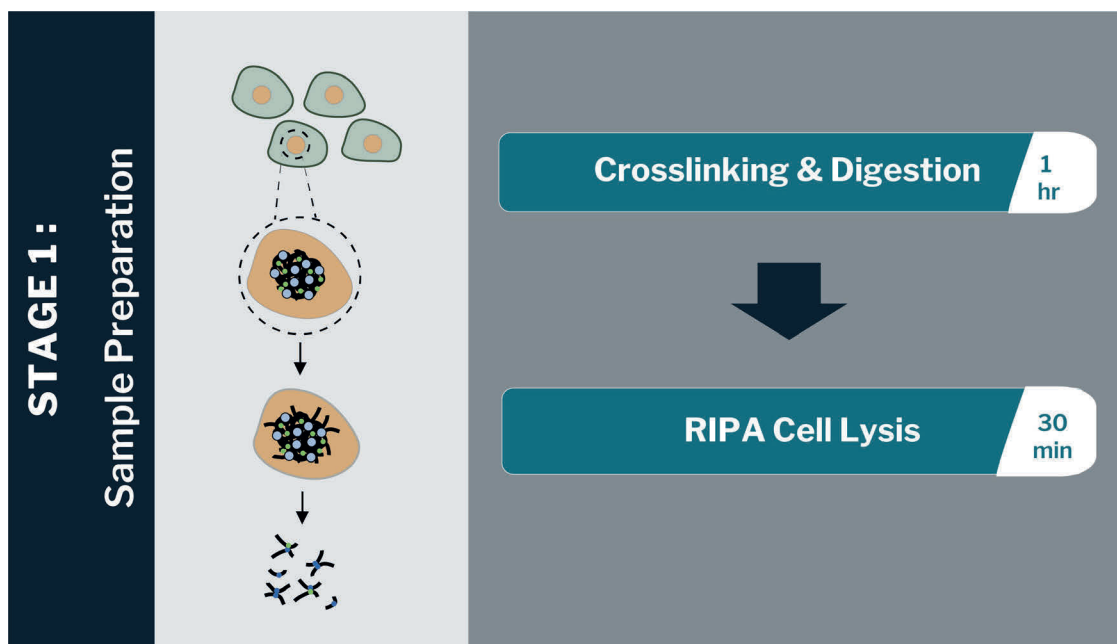 STAGE 1:
Sample Preparation
Crosslinking & Digestion
1
hr
RIPA Cell Lysis
30
min